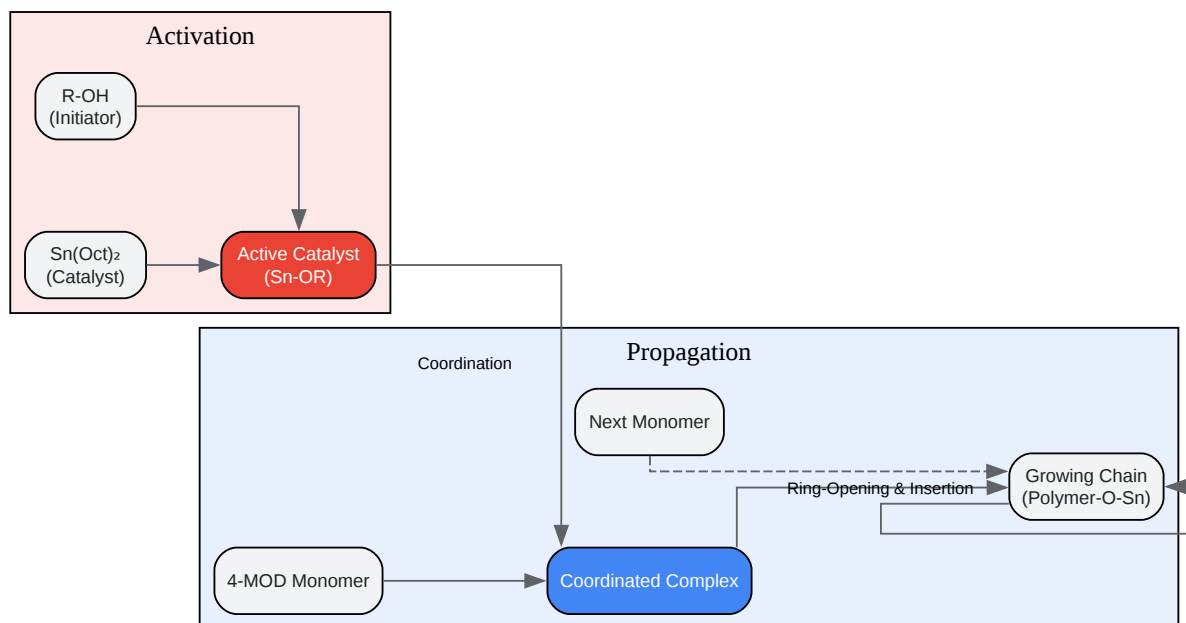 Activation
R-OH
(Initiator)
Sn(Oct)₂
(Catalyst)
Active Catalyst
(Sn-OR)
Propagation
Coordination
Next Monomer
Growing Chain
(Polymer-O-Sn)
Ring-Opening & Insertion
4-MOD Monomer
Coordinated Complex